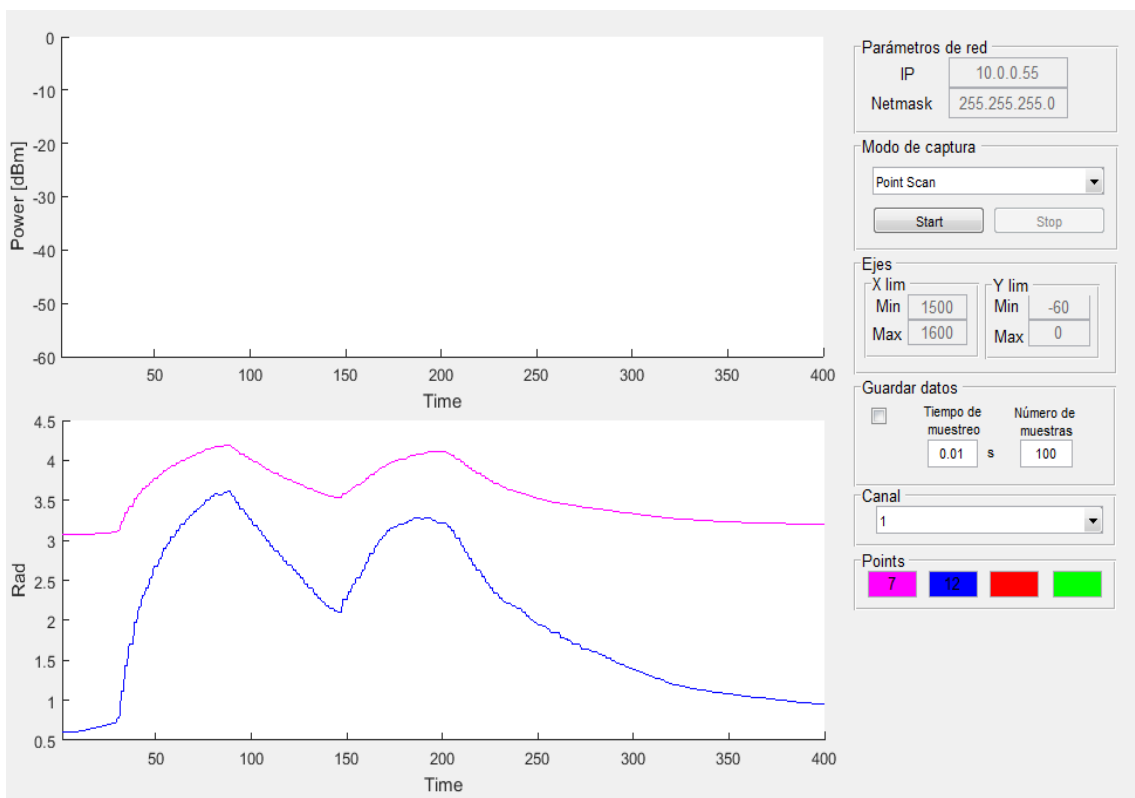 0
-10
-20
-30
-40
-50
-60
Power [dBm]
50 100 150 200 250 300 350 400
Time
4.5
4
3.5
3
2.5
2
1.5
1
0.5
Rad
50 100 150 200 250 300 350 400
Time
Parámetros de red
IP 10.0.0.55
Netmask 255.255.255.0
Modo de captura
Point Scan
Start Stop
Ejes
X lim
Min 1500
Max 1600
Y lim
Min -60
Max 0
Guardar datos
Tiempo de
muestreo
0.01 s
Número de
muestras
100
Canal
1
Points
7 12